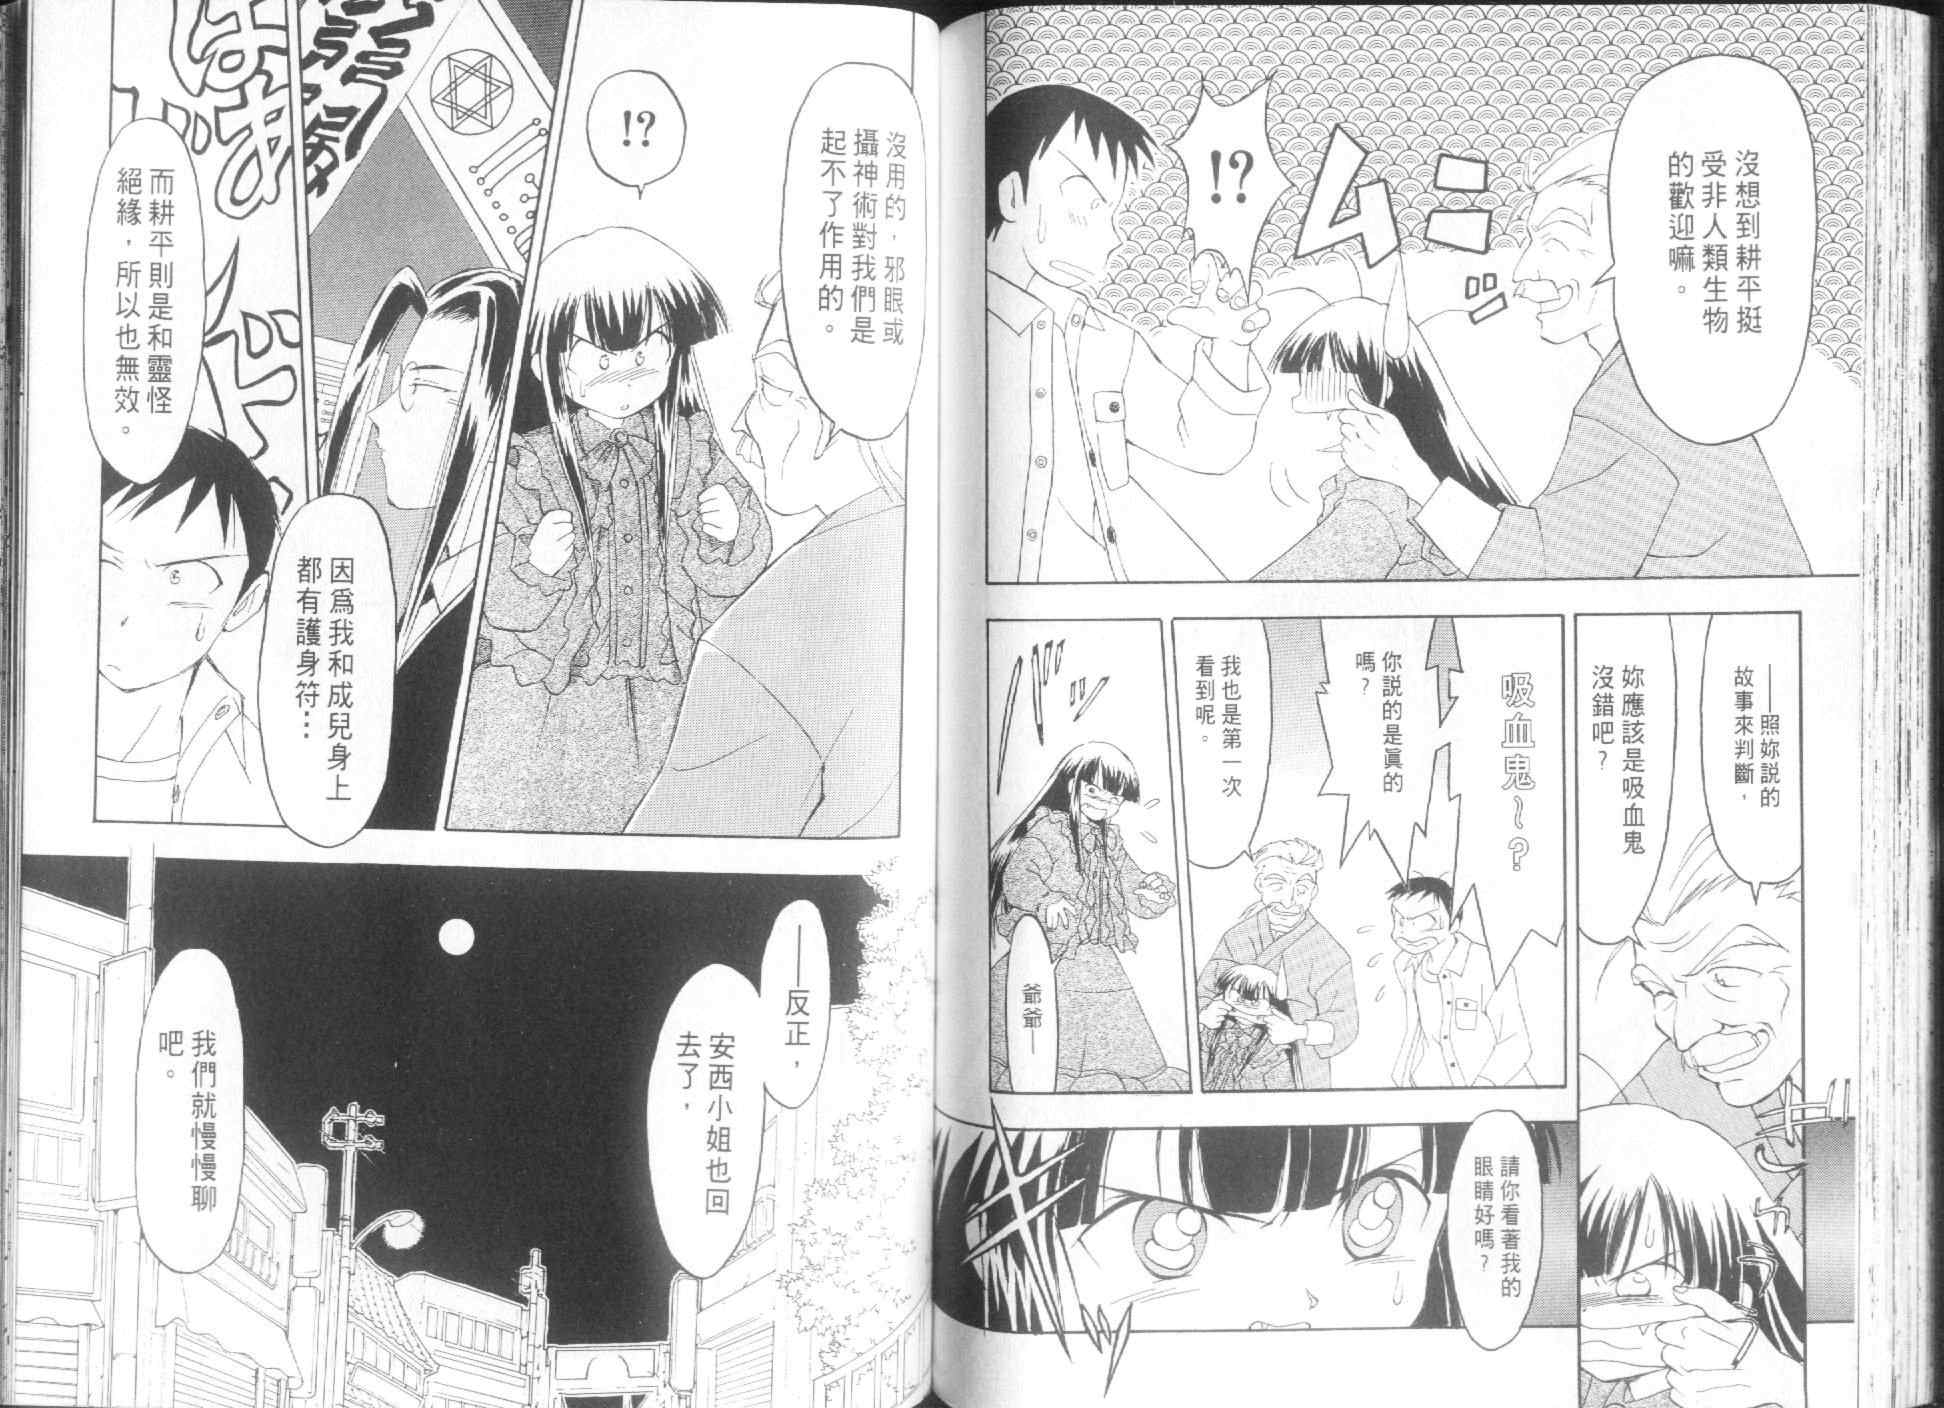 沒想到耕平挺
受非人類生物
的歡迎嘛。
ムニッ
!?
——照妳說的
故事來判斷，
妳應該是吸血鬼
沒錯吧？
吸血鬼～？
你說的是真的
嗎？
我也是第一次
看到呢。
爺爺—
請你看著我的
眼睛好嗎？
沒用的，邪眼或
攝神術對我們是
起不了作用的。
!?
因為我和成兒身上
都有護身符…
而耕平則是和靈怪
絕緣，所以也無效。
——反正，
安西小姐也回
去了，
我們就慢慢聊
吧。